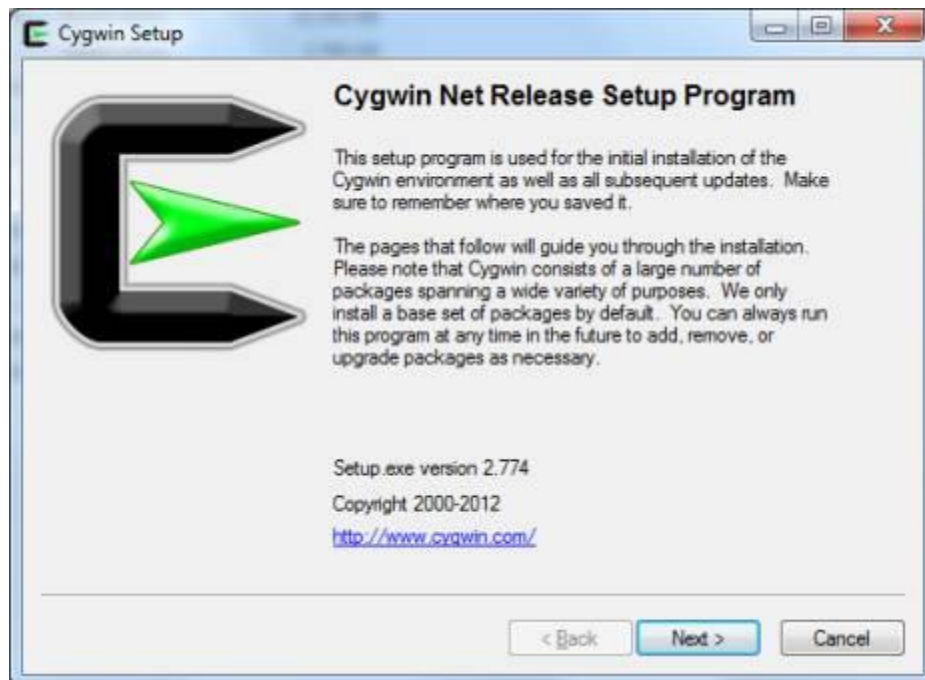 Cygwin Setup
Cygwin Net Release Setup Program
This setup program is used for the initial installation of the
Cygwin environment as well as all subsequent updates. Make
sure to remember where you saved it.
The pages that follow will guide you through the installation.
Please note that Cygwin consists of a large number of
packages spanning a wide variety of purposes. We only
install a base set of packages by default. You can always run
this program at any time in the future to add, remove, or
upgrade packages as necessary.
Setup.exe version 2.774
Copyright 2000-2012
http://www.cygwin.com/
< Back Next > Cancel